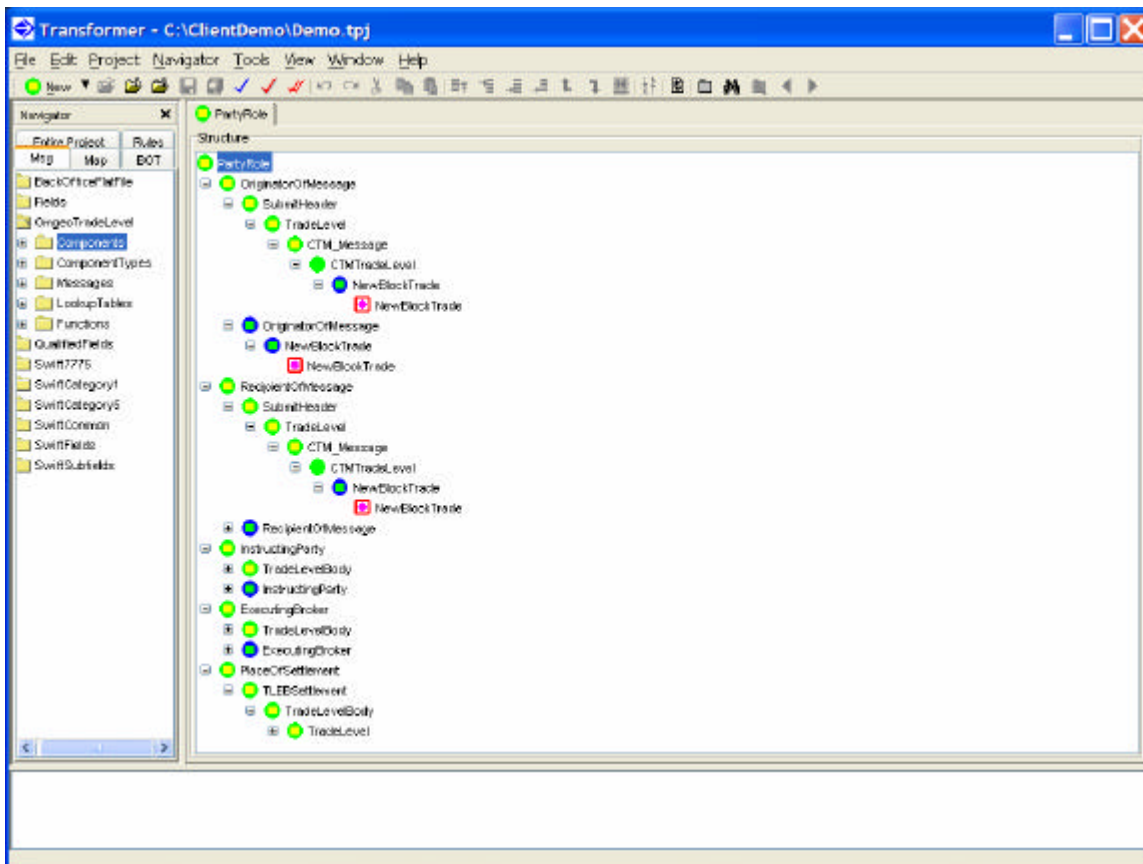 Transformer - C:\ClientDemo\Demo.tpj
File Edit Project Navigator Tools View Window Help
New
Navigator
PartyRole
Entire Project Rules
Msg Map BOT
Structure
BackOfficeFlatFile
Fields
OmgeoTradeLevel
Components
ComponentTypes
Messages
LookupTables
Functions
QualifiedFields
Swift7775
SwiftCategory1
SwiftCategory5
SwiftCommon
SwiftFields
SwiftSubfields
PartyRole
OriginatorOfMessage
SubmitHeader
TradeLevel
CTM_Message
CTMTradeLevel
NewBlockTrade
NewBlockTrade
OriginatorOfMessage
NewBlockTrade
NewBlockTrade
RecipientOfMessage
SubmitHeader
TradeLevel
CTM_Message
CTMTradeLevel
NewBlockTrade
NewBlockTrade
RecipientOfMessage
InstructingParty
TradeLevelBody
InstructingParty
ExecutingBroker
TradeLevelBody
ExecutingBroker
PlaceOfSettlement
TLEBSettlement
TradeLevelBody
TradeLevel